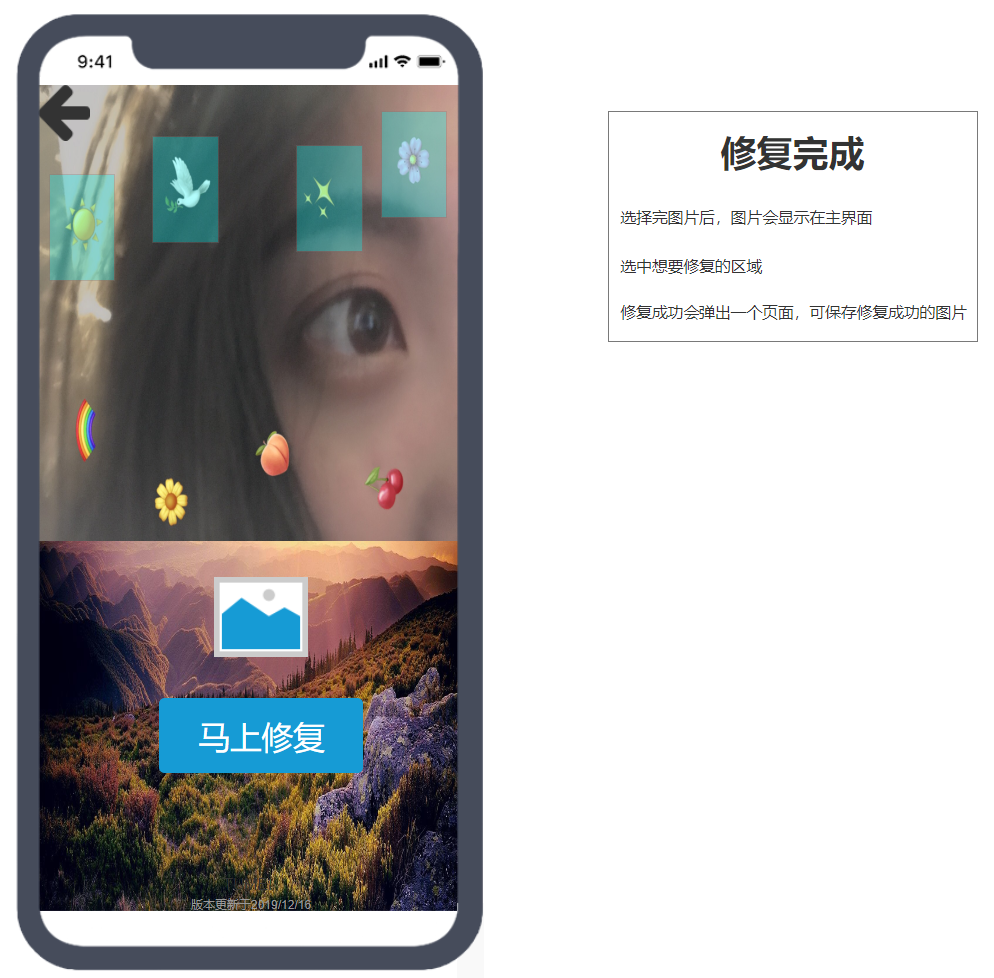 9:41
修复完成
选择完图片后，图片会显示在主界面
选中想要修复的区域
修复成功会弹出一个页面，可保存修复成功的图片
马上修复
版本更新于2019/12/16